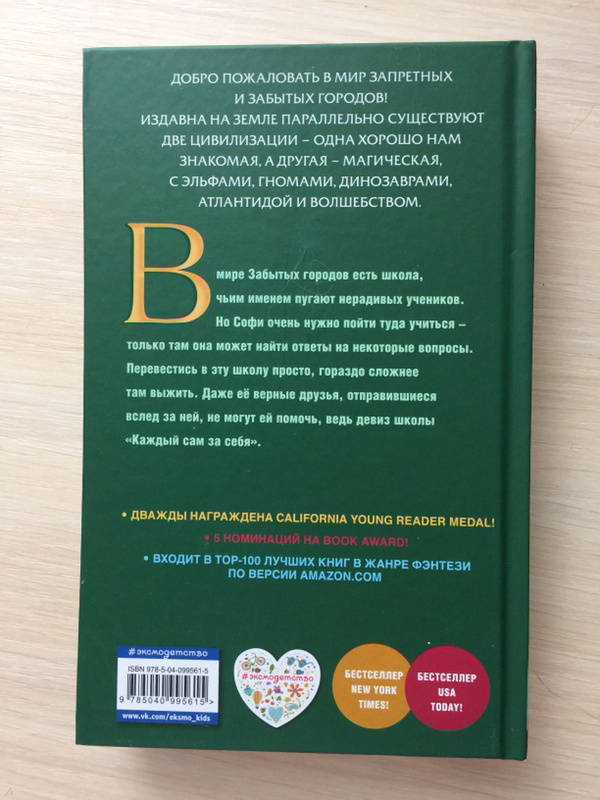 ДОБРО ПОЖАЛОВАТЬ В МИР ЗАПРЕТНЫХ
И ЗАБЫТЫХ ГОРОДОВ!
ИЗДАВНА НА ЗЕМЛЕ ПАРАЛЛЕЛЬНО СУЩЕСТВУЮТ
ДВЕ ЦИВИЛИЗАЦИИ – ОДНА ХОРОШО НАМ
ЗНАКОМАЯ, А ДРУГАЯ – МАГИЧЕСКАЯ,
С ЭЛЬФАМИ, ГНОМАМИ, ДИНОЗАВРАМИ,
АТЛАНТИДОЙ И ВОЛШЕБСТВОМ.
В мире Забытых городов есть школа,
чьим именем пугают нерадивых учеников.
Но Софи очень нужно пойти туда учиться –
только там она может найти ответы на некоторые вопросы.
Перевестись в эту школу просто, гораздо сложнее
там выжить. Даже её верные друзья, отправившиеся
вслед за ней, не могут ей помочь, ведь девиз школы
«Каждый сам за себя».
• ДВАЖДЫ НАГРАЖДЕНА CALIFORNIA YOUNG READER MEDAL!
• 5 НОМИНАЦИЙ НА BOOK AWARD!
• ВХОДИТ В TOP-100 ЛУЧШИХ КНИГ В ЖАНРЕ ФЭНТЕЗИ
ПО ВЕРСИИ AMAZON.COM
#эксмодетство
ISBN 978-5-04-099561-5
9 785040 995615 >
www.vk.com/eksmo_kids
#эксмодетство
БЕСТСЕЛЛЕР
NEW YORK
TIMES!
БЕСТСЕЛЛЕР
USA
TODAY!